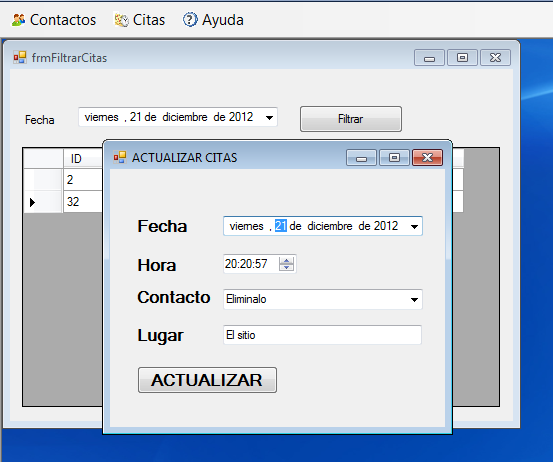 Contactos Citas Ayuda
frmFiltrarCitas
Fecha viernes , 21 de diciembre de 2012 Filtrar
ID
2
32
ACTUALIZAR CITAS
Fecha viernes , 21 de diciembre de 2012
Hora 20:20:57
Contacto Eliminalo
Lugar El sitio
ACTUALIZAR